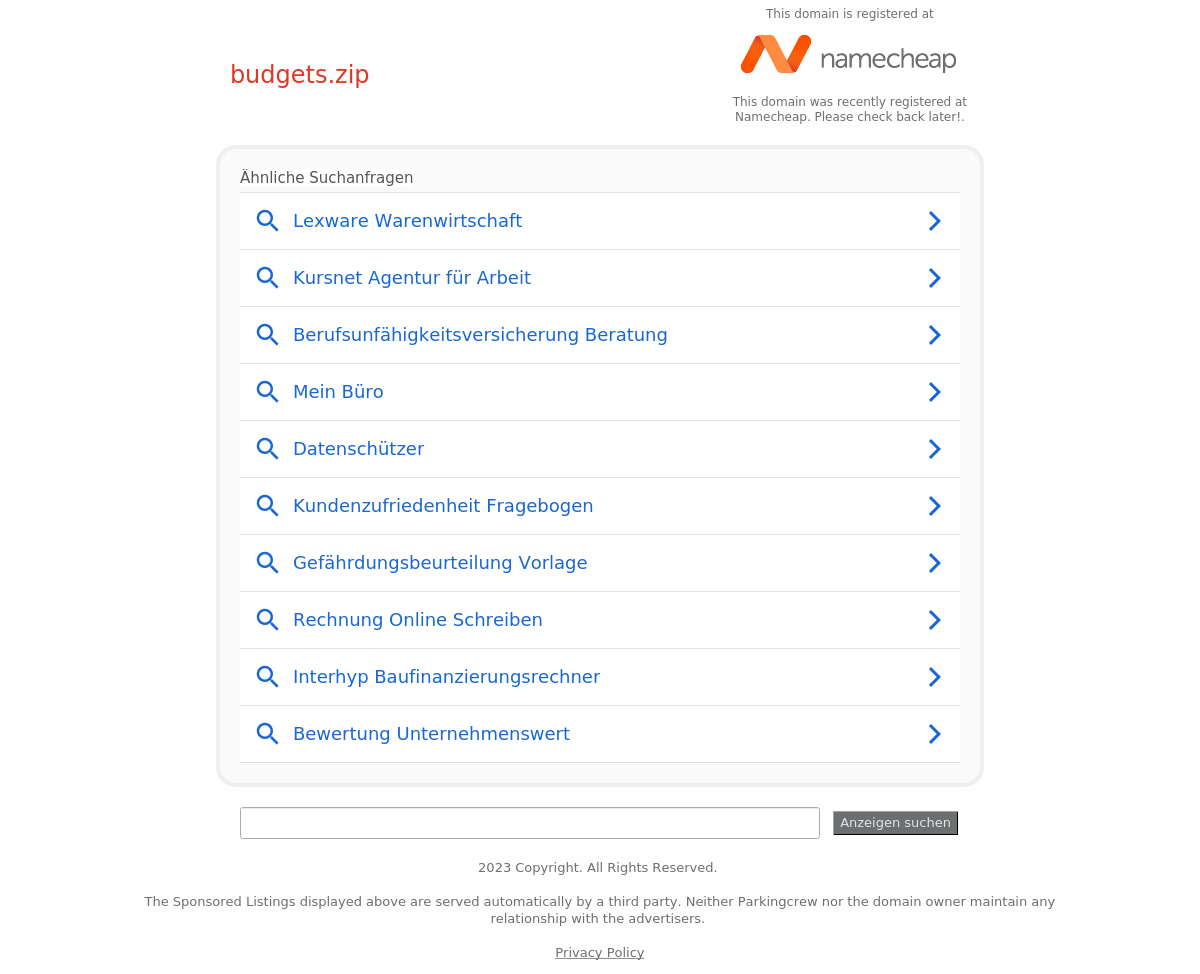 This domain is registered at
budgets.zip
namecheap
This domain was recently registered at
Namecheap. Please check back later!.
Ähnliche Suchanfragen
Lexware Warenwirtschaft
Kursnet Agentur für Arbeit
Berufsunfähigkeitsversicherung Beratung
Mein Büro
Datenschützer
Kundenzufriedenheit Fragebogen
Gefährdungsbeurteilung Vorlage
Rechnung Online Schreiben
Interhyp Baufinanzierungsrechner
Bewertung Unternehmenswert
Anzeigen suchen
2023 Copyright. All Rights Reserved.
The Sponsored Listings displayed above are served automatically by a third party. Neither Parkingcrew nor the domain owner maintain any
relationship with the advertisers.
Privacy Policy